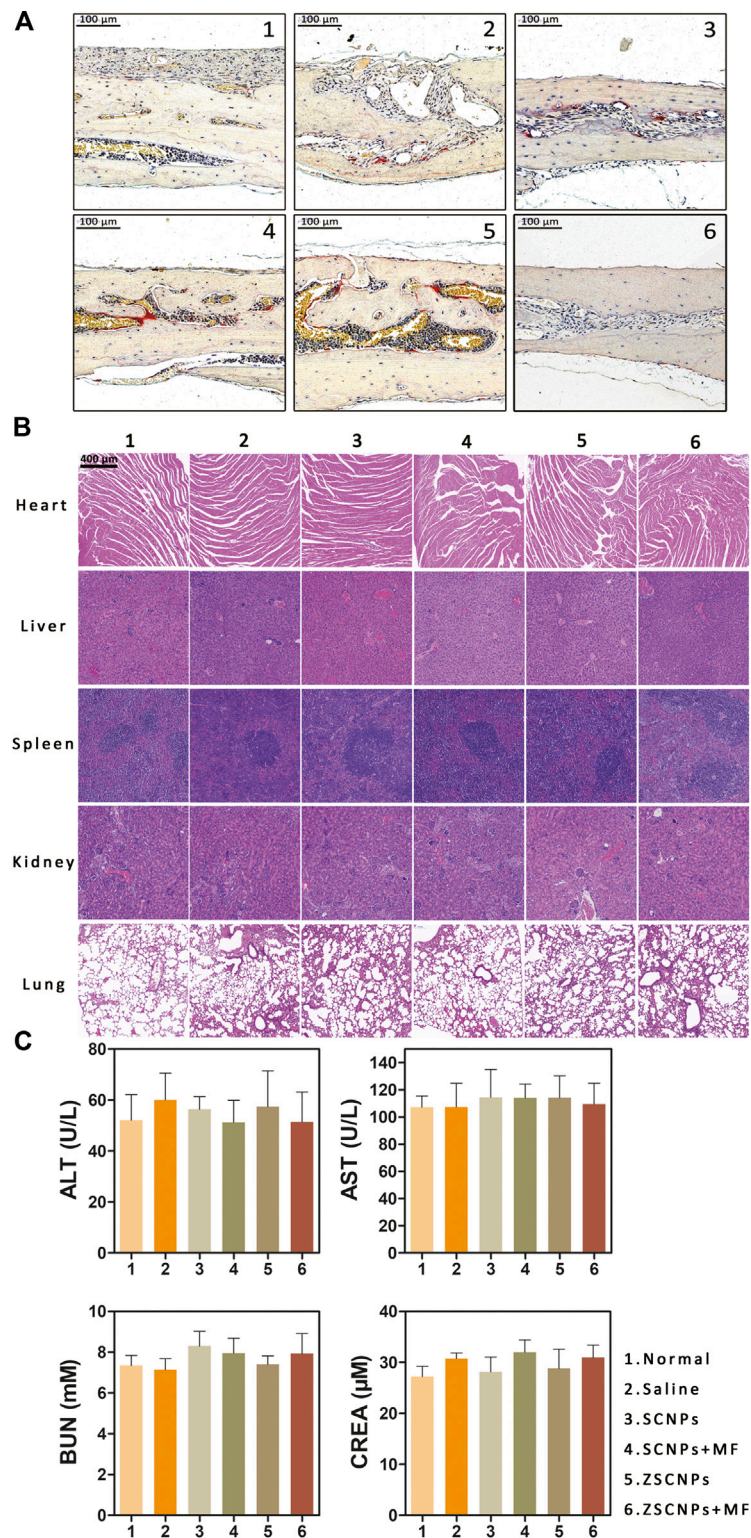 A
100 µm 1
100 µm 2
100 µm 3
100 µm 4
100 µm 5
100 µm 6
B
1 2 3 4 5 6
400 µm
Heart
Liver
Spleen
Kidney
Lung
C
ALT (U/L)
80
60
40
20
0
1 2 3 4 5 6
AST (U/L)
140
120
100
80
60
40
20
0
1 2 3 4 5 6
BUN (mM)
8
6
4
2
0
1 2 3 4 5 6
CREA (µM)
40
30
20
10
0
1 2 3 4 5 6
1.Normal
2.Saline
3.SCNPs
4.SCNPs+MF
5.ZSCNPs
6.ZSCNPs+MF